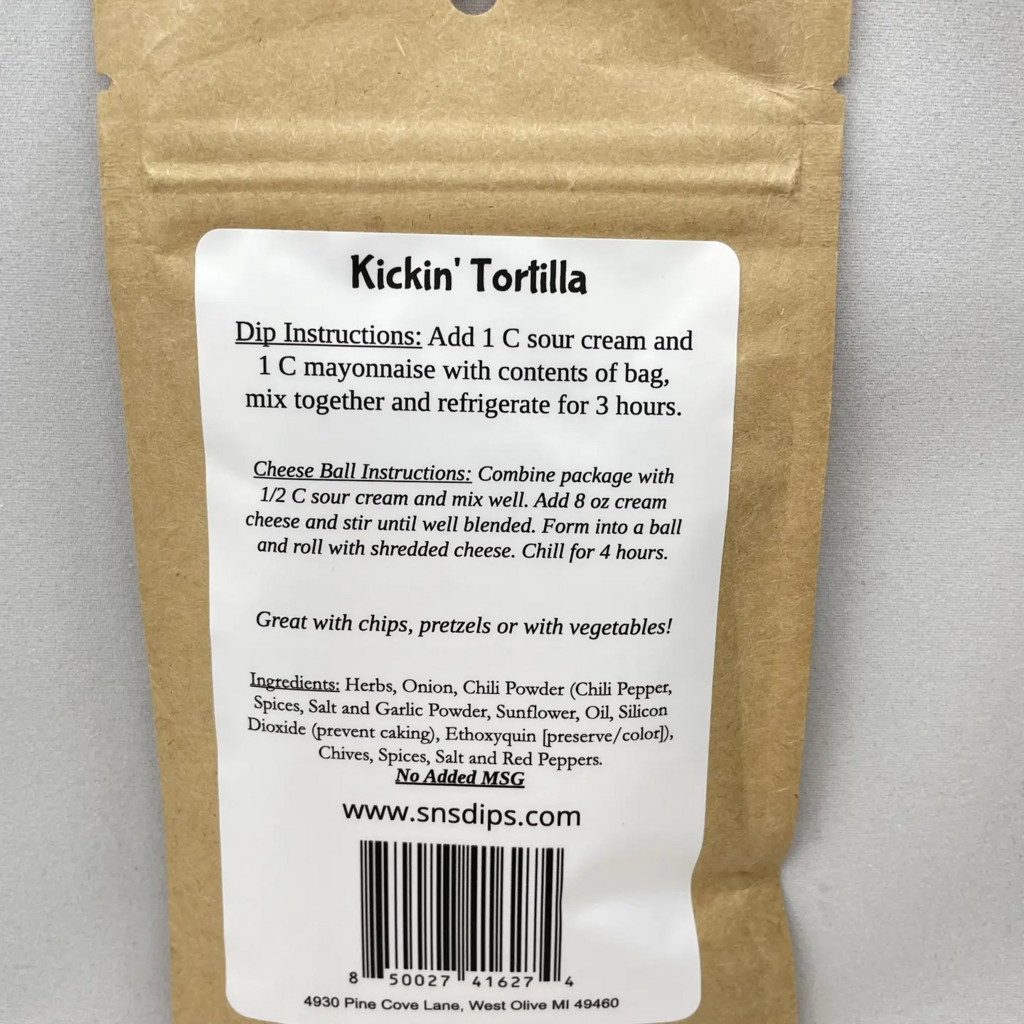 Kickin' Tortilla
Dip Instructions: Add 1 C sour cream and
1 C mayonnaise with contents of bag,
mix together and refrigerate for 3 hours.
Cheese Ball Instructions: Combine package with
1/2 C sour cream and mix well. Add 8 oz cream
cheese and stir until well blended. Form into a ball
and roll with shredded cheese. Chill for 4 hours.
Great with chips, pretzels or with vegetables!
Ingredients: Herbs, Onion, Chili Powder (Chili Pepper,
Spices, Salt and Garlic Powder, Sunflower, Oil, Silicon
Dioxide (prevent caking), Ethoxyquin [preserve/color]),
Chives, Spices, Salt and Red Peppers.
No Added MSG
www.snsdips.com
8 50027 41627 4
4930 Pine Cove Lane, West Olive MI 49460